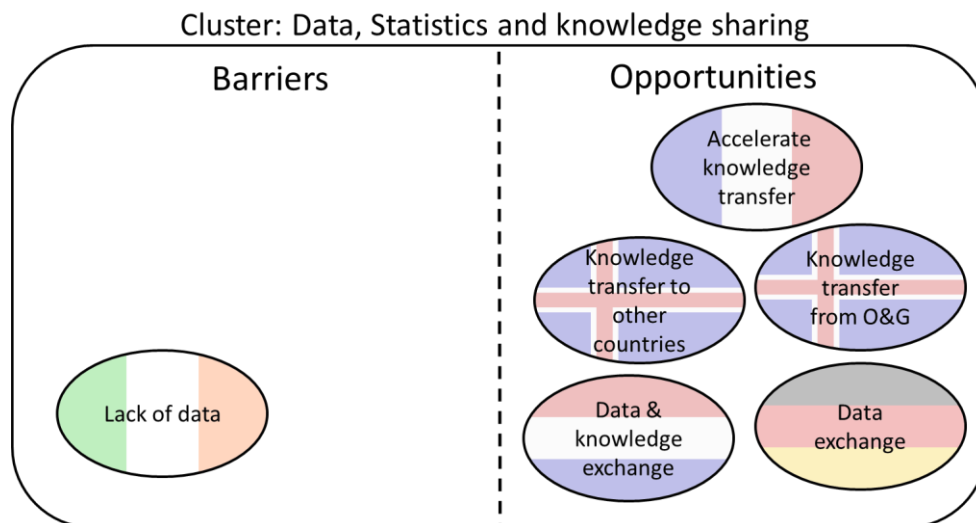 Cluster: Data, Statistics and knowledge sharing
Barriers
Opportunities
Accelerate
knowledge
transfer
Knowledge
transfer to
other
countries
Knowledge
transfer
from O&G
Lack of data
Data &
knowledge
exchange
Data
exchange